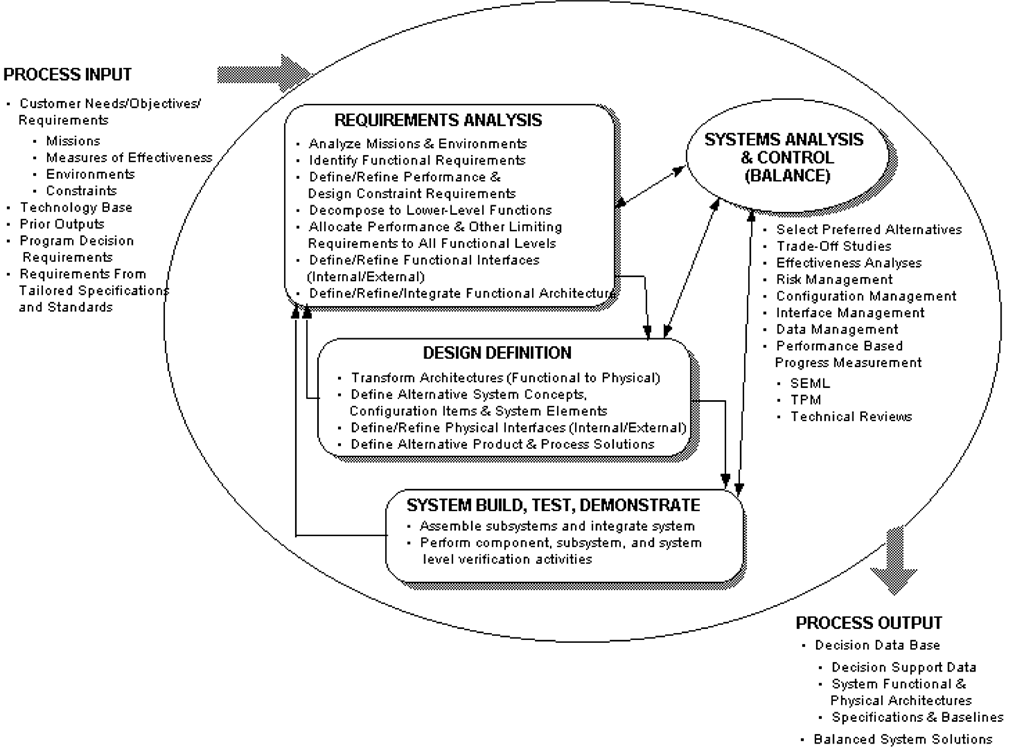 PROCESS INPUT
• Customer Needs/Objectives/
Requirements
• Missions
• Measures of Effectiveness
• Environments
• Constraints
• Technology Base
• Prior Outputs
• Program Decision
Requirements
• Requirements From
Tailored Specifications
and Standards
REQUIREMENTS ANALYSIS
• Analyze Missions & Environments
• Identify Functional Requirements
• Define/Refine Performance &
Design Constraint Requirements
• Decompose to Lower-Level Functions
• Allocate Performance & Other Limiting
Requirements to All Functional Levels
• Define/Refine Functional Interfaces
(Internal/External)
• Define/Refine/Integrate Functional Architecture
SYSTEMS ANALYSIS
& CONTROL
(BALANCE)
• Select Preferred Alternatives
• Trade-Off Studies
• Effectiveness Analyses
• Risk Management
• Configuration Management
• Interface Management
• Data Management
• Performance Based
Progress Measurement
• SEML
• TPM
• Technical Reviews
DESIGN DEFINITION
• Transform Architectures (Functional to Physical)
• Define Alternative System Concepts,
Configuration Items & System Elements
• Define/Refine Physical Interfaces (Internal/External)
• Define Alternative Product & Process Solutions
SYSTEM BUILD, TEST, DEMONSTRATE
• Assemble subsystems and integrate system
• Perform component, subsystem, and system
level verification activities
PROCESS OUTPUT
• Decision Data Base
• Decision Support Data
• System Functional &
Physical Architectures
• Specifications & Baselines
• Balanced System Solutions